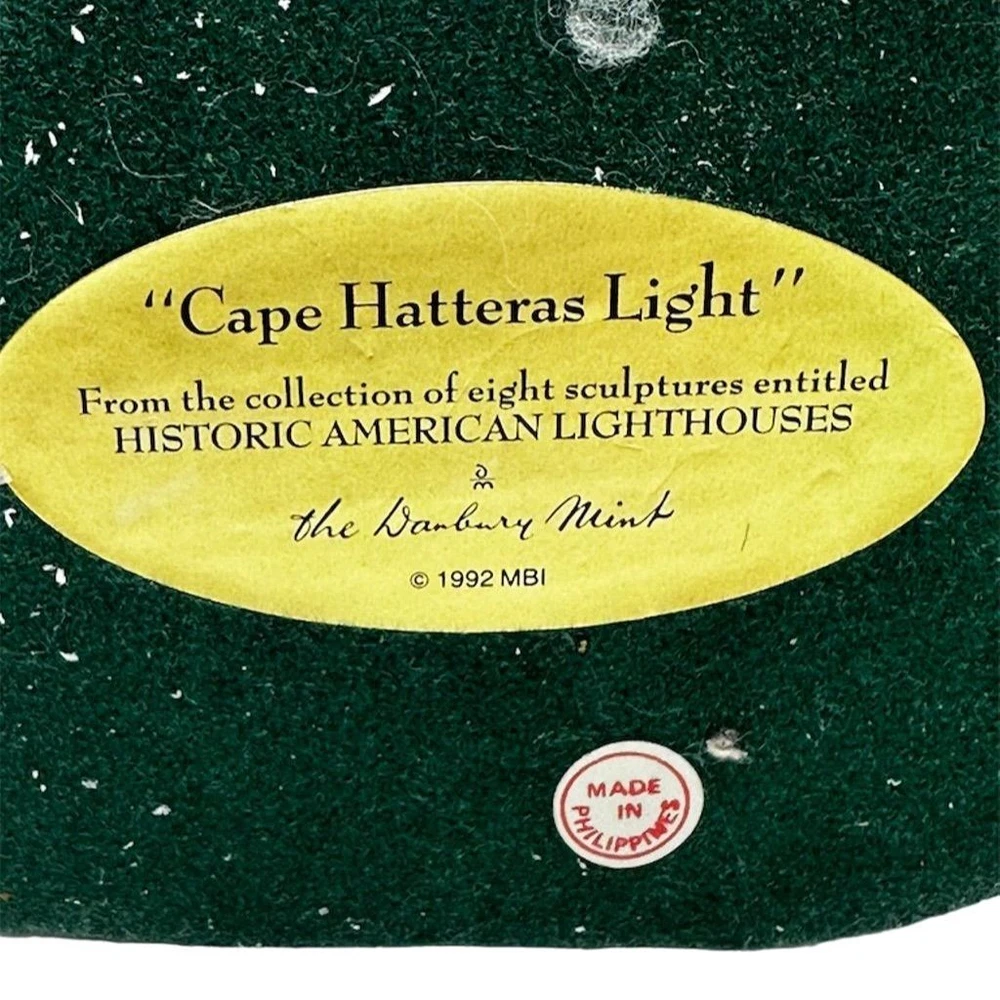 “Cape Hatteras Light”
From the collection of eight sculptures entitled
HISTORIC AMERICAN LIGHTHOUSES
the Danbury Mint
© 1992 MBI
MADE
IN
PHILIPPINES